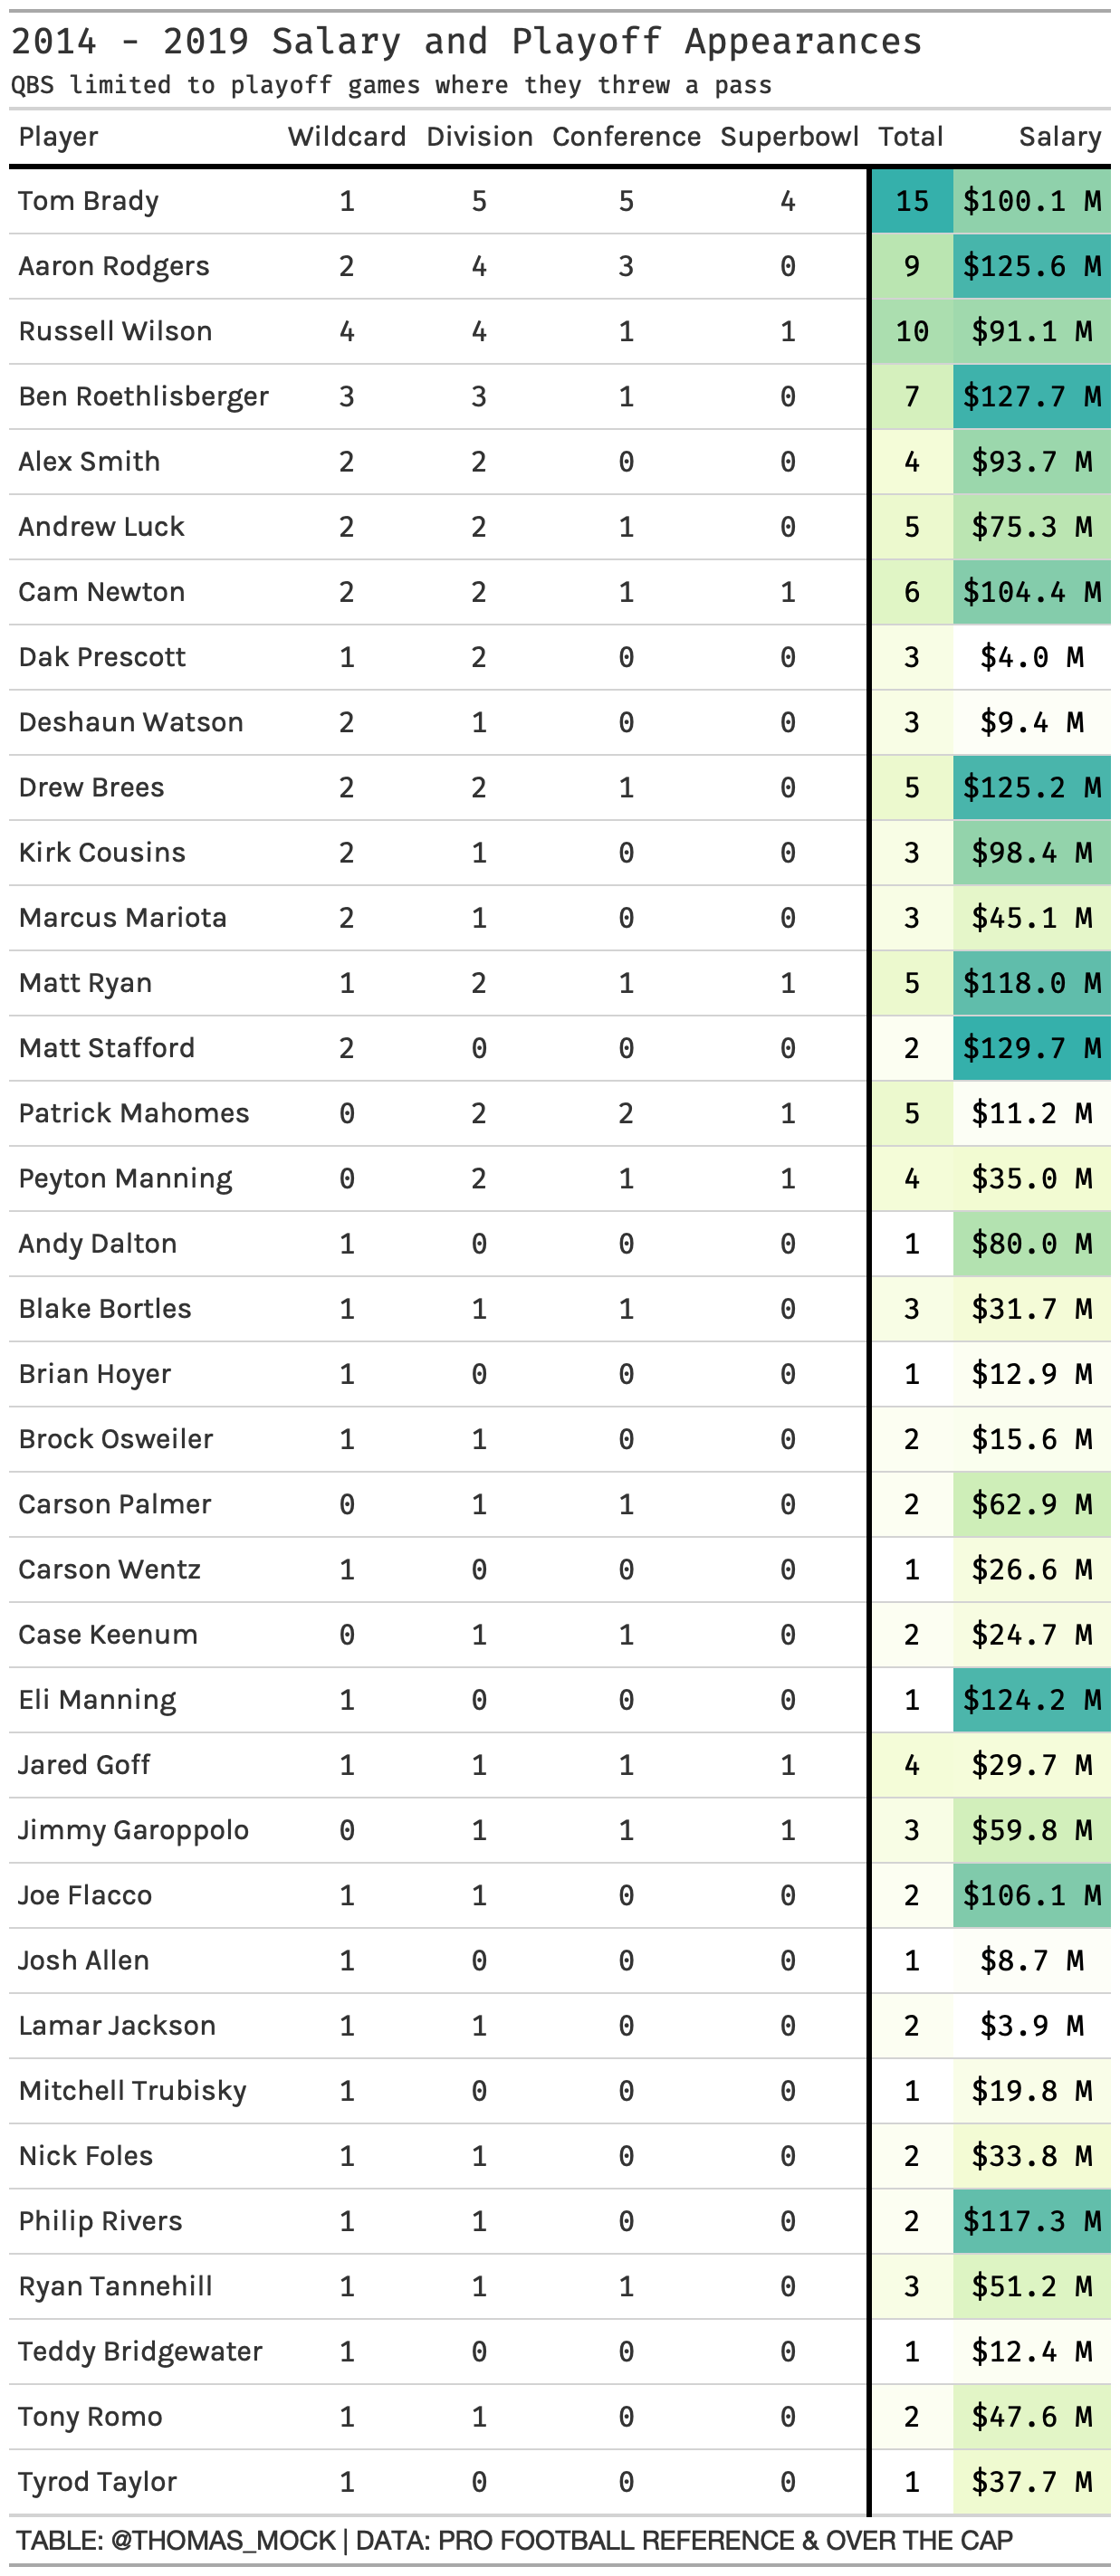 2014 - 2019 Salary and Playoff Appearances
QBS limited to playoff games where they threw a pass
Player Wildcard Division Conference Superbowl Total Salary
Tom Brady 1 5 5 4 15 $100.1 M
Aaron Rodgers 2 4 3 0 9 $125.6 M
Russell Wilson 4 4 1 1 10 $91.1 M
Ben Roethlisberger 3 3 1 0 7 $127.7 M
Alex Smith 2 2 0 0 4 $93.7 M
Andrew Luck 2 2 1 0 5 $75.3 M
Cam Newton 2 2 1 1 6 $104.4 M
Dak Prescott 1 2 0 0 3 $4.0 M
Deshaun Watson 2 1 0 0 3 $9.4 M
Drew Brees 2 2 1 0 5 $125.2 M
Kirk Cousins 2 1 0 0 3 $98.4 M
Marcus Mariota 2 1 0 0 3 $45.1 M
Matt Ryan 1 2 1 1 5 $118.0 M
Matt Stafford 2 0 0 0 2 $129.7 M
Patrick Mahomes 0 2 2 1 5 $11.2 M
Peyton Manning 0 2 1 1 4 $35.0 M
Andy Dalton 1 0 0 0 1 $80.0 M
Blake Bortles 1 1 1 0 3 $31.7 M
Brian Hoyer 1 0 0 0 1 $12.9 M
Brock Osweiler 1 1 0 0 2 $15.6 M
Carson Palmer 0 1 1 0 2 $62.9 M
Carson Wentz 1 0 0 0 1 $26.6 M
Case Keenum 0 1 1 0 2 $24.7 M
Eli Manning 1 0 0 0 1 $124.2 M
Jared Goff 1 1 1 1 4 $29.7 M
Jimmy Garoppolo 0 1 1 1 3 $59.8 M
Joe Flacco 1 1 0 0 2 $106.1 M
Josh Allen 1 0 0 0 1 $8.7 M
Lamar Jackson 1 1 0 0 2 $3.9 M
Mitchell Trubisky 1 0 0 0 1 $19.8 M
Nick Foles 1 1 0 0 2 $33.8 M
Philip Rivers 1 1 0 0 2 $117.3 M
Ryan Tannehill 1 1 1 0 3 $51.2 M
Teddy Bridgewater 1 0 0 0 1 $12.4 M
Tony Romo 1 1 0 0 2 $47.6 M
Tyrod Taylor 1 0 0 0 1 $37.7 M
TABLE: @THOMAS_MOCK | DATA: PRO FOOTBALL REFERENCE & OVER THE CAP